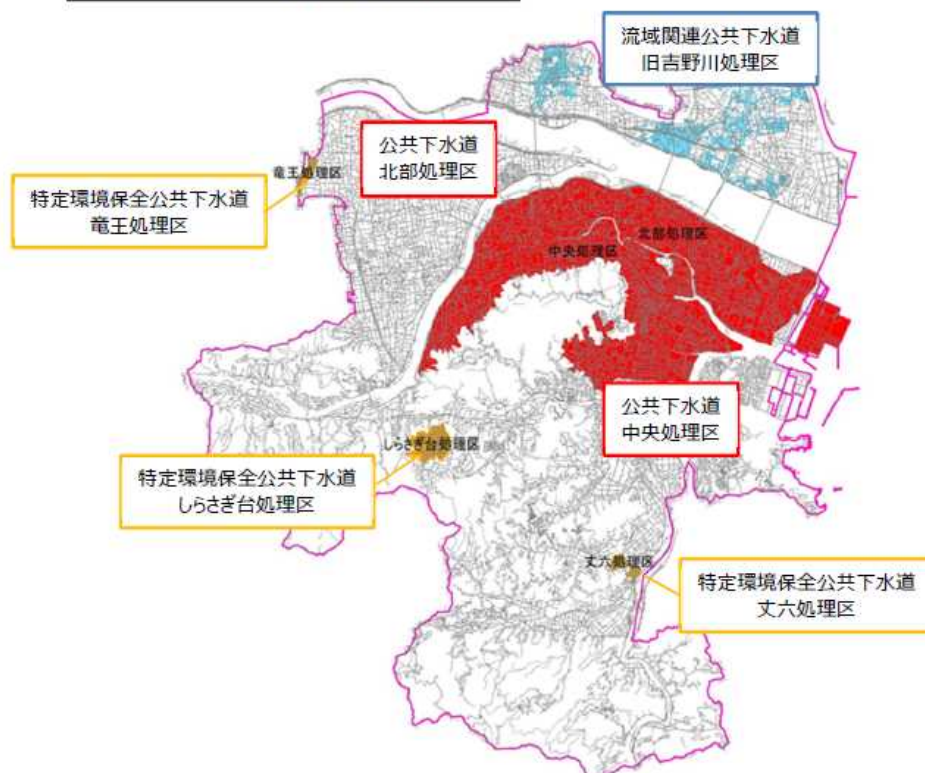 流域関連公共下水道
旧吉野川処理区
公共下水道
北部処理区
竜王処理区
特定環境保全公共下水道
竜王処理区
北部処理区
中央処理区
公共下水道
中央処理区
しらさぎ台処理区
特定環境保全公共下水道
しらさぎ台処理区
丈六処理区
特定環境保全公共下水道
丈六処理区